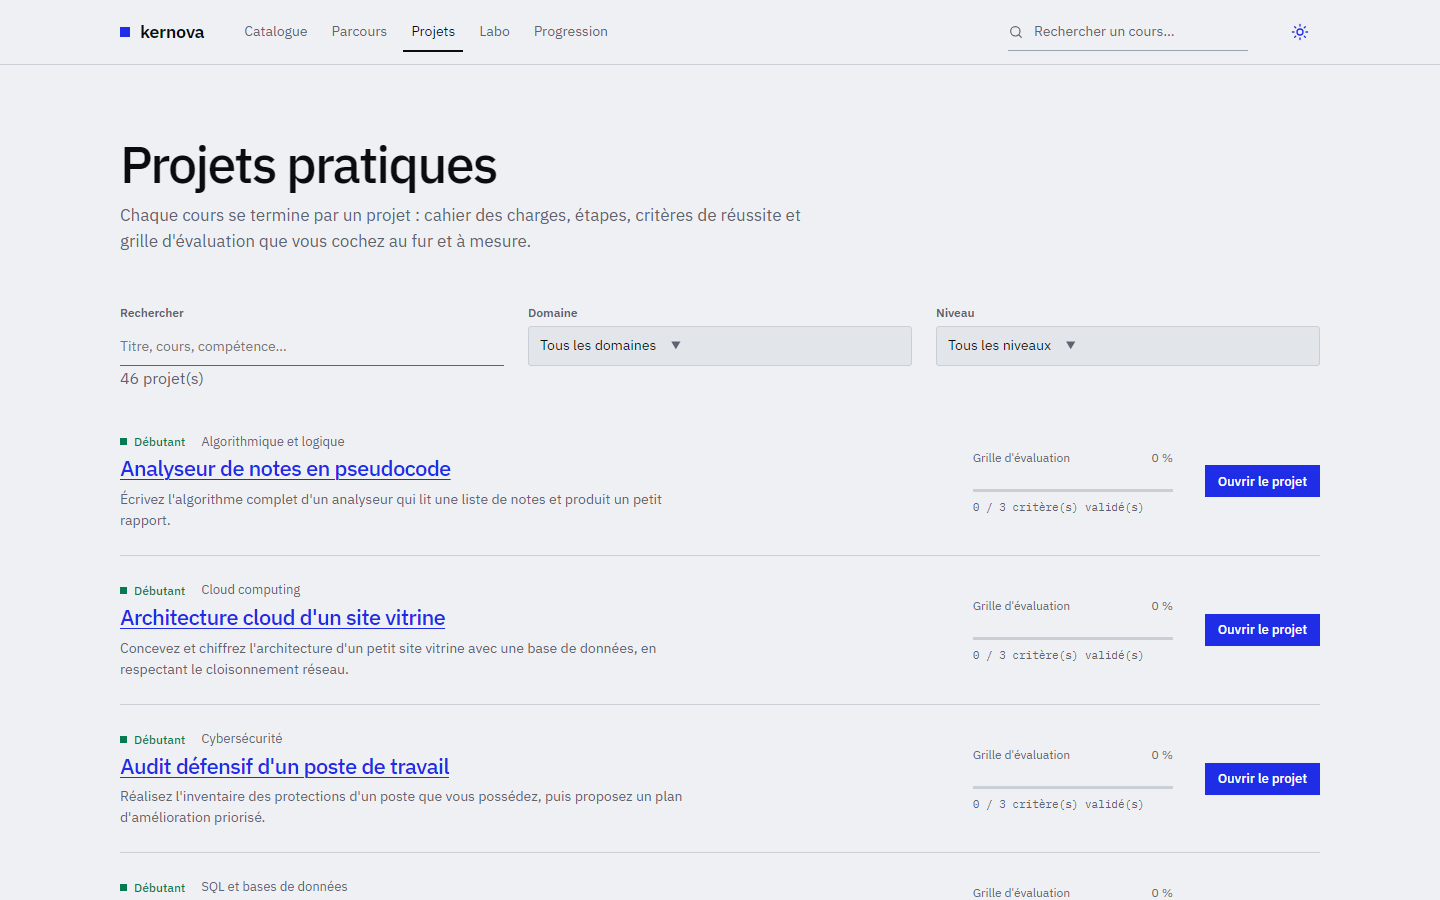 kernova
Catalogue
Parcours
Projets
Labo
Progression
Rechercher un cours...
Projets pratiques
Chaque cours se termine par un projet : cahier des charges, étapes, critères de réussite et
grille d'évaluation que vous cochez au fur et à mesure.
Rechercher
Domaine
Niveau
Titre, cours, compétence...
Tous les domaines ▼
Tous les niveaux ▼
46 projet(s)
Débutant Algorithmique et logique
Analyseur de notes en pseudocode
Écrivez l'algorithme complet d'un analyseur qui lit une liste de notes et produit un petit
rapport.
Grille d'évaluation 0 %
0 / 3 critère(s) validé(s)
Ouvrir le projet
Débutant Cloud computing
Architecture cloud d'un site vitrine
Concevez et chiffrez l'architecture d'un petit site vitrine avec une base de données, en
respectant le cloisonnement réseau.
Grille d'évaluation 0 %
0 / 3 critère(s) validé(s)
Ouvrir le projet
Débutant Cybersécurité
Audit défensif d'un poste de travail
Réalisez l'inventaire des protections d'un poste que vous possédez, puis proposez un plan
d'amélioration priorisé.
Grille d'évaluation 0 %
0 / 3 critère(s) validé(s)
Ouvrir le projet
Débutant SQL et bases de données
Grille d'évaluation 0 %